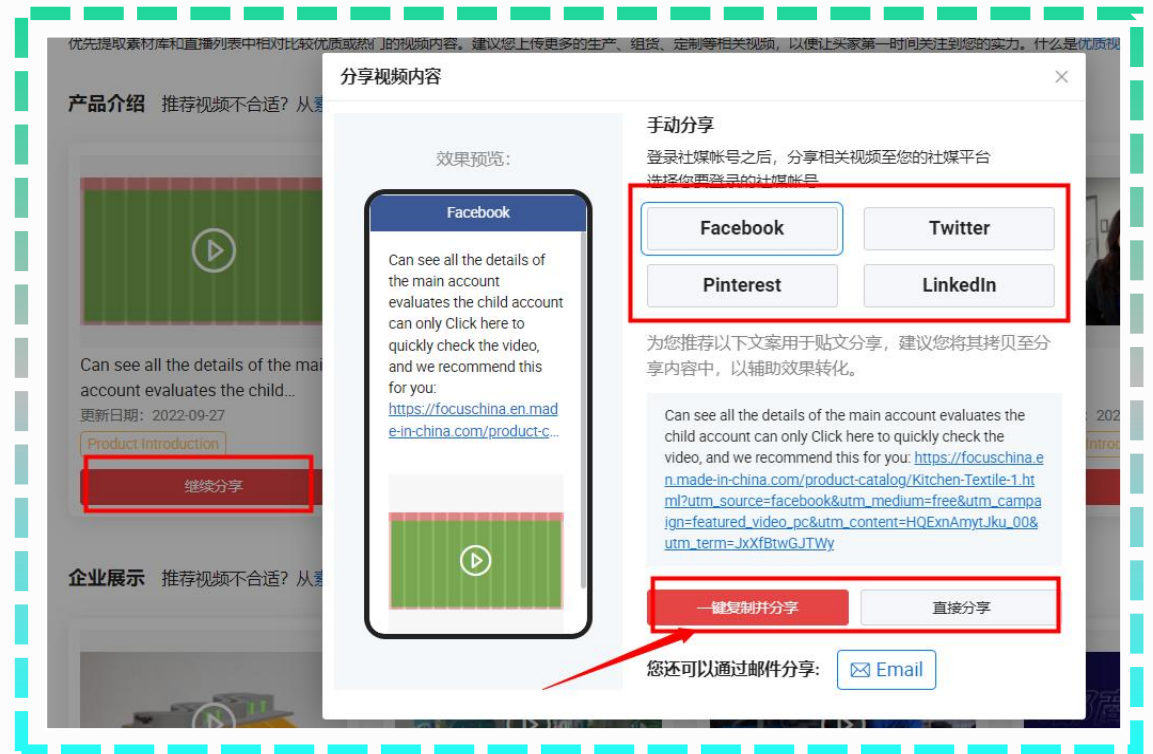 优先提取素材库和直播列表中相对比较优质或热门的视频内容。建议您上传更多的生产、组货、定制等相关视频，以便让买家第一时间关注到您的实力。什么是优质视
分享视频内容
产品介绍 推荐视频不合适？从
效果预览：
Facebook
Can see all the details of
the main account
evaluates the child account
can only Click here to
quickly check the video,
and we recommend this
for you:
https://focuschina.en.mad
e-in-china.com/product-c...
手动分享
登录社媒帐号之后，分享相关视频至您的社媒平台
选择您要登录的社媒帐号
Facebook
Twitter
Pinterest
LinkedIn
为您推荐以下文案用于贴文分享，建议您将其拷贝至分
享内容中，以辅助效果转化。
Can see all the details of the main account evaluates the
child account can only Click here to quickly check the
video, and we recommend this for you: https://focuschina.e
n.made-in-china.com/product-catalog/Kitchen-Textile-1.ht
ml?utm_source=facebook&utm_medium=free&utm_campa
ign=featured_video_pc&utm_content=HQExnAmytJku_00&
utm_term=JxXfBtwGJTWy
一键复制并分享
直接分享
您还可以通过邮件分享：
Email
Can see all the details of the mai
account evaluates the child...
更新日期：2022-09-27
Product Introduction
继续分享
企业展示 推荐视频不合适？从